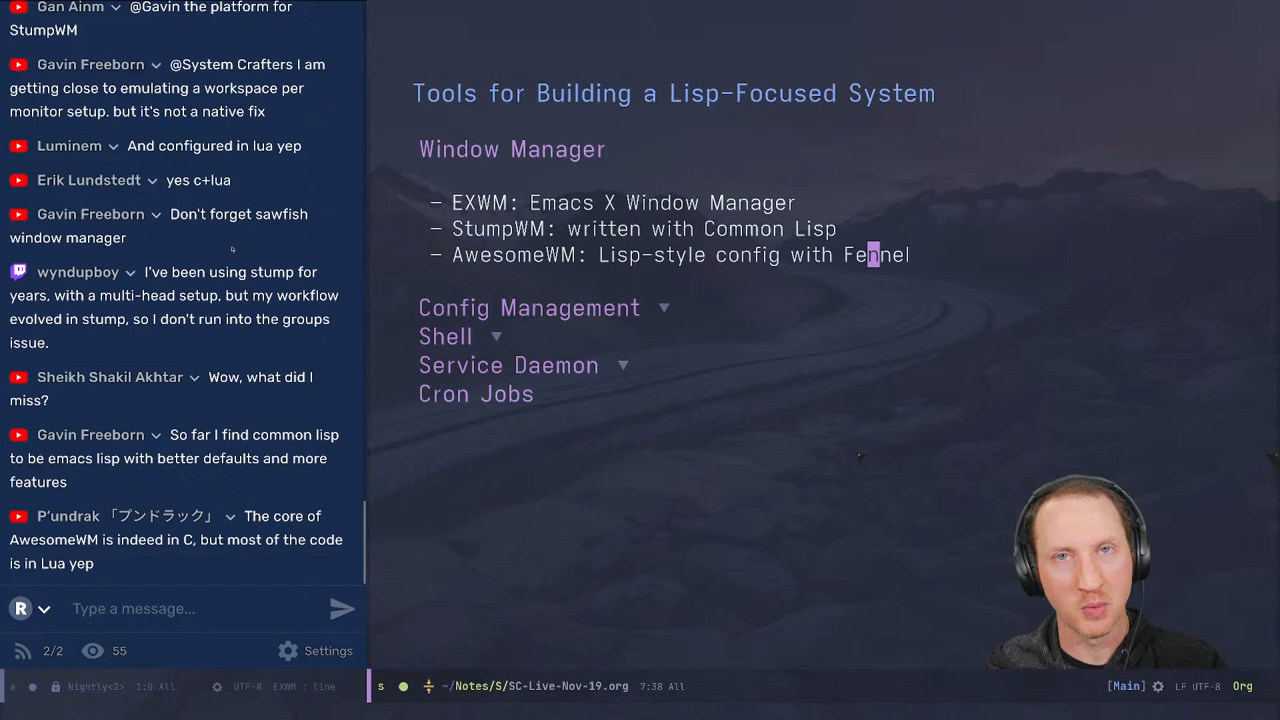 Gan Ainm @Gavin the platform for
StumpWM
Gavin Freeborn @System Crafters I am
getting close to emulating a workspace per
monitor setup. but it's not a native fix
Luminem And configured in lua yep
Erik Lundstedt yes c+lua
Gavin Freeborn Don't forget sawfish
window manager
wyndupboy I've been using stump for
years, with a multi-head setup, but my workflow
evolved in stump, so I don't run into the groups
issue.
Sheikh Shakil Akhtar Wow, what did I
miss?
Gavin Freeborn So far I find common lisp
to be emacs lisp with better defaults and more
features
P'undrak 「プンドラック」 The core of
AwesomeWM is indeed in C, but most of the code
is in Lua yep
R Type a message...
2/2 55 Settings
a Nightly<2> 1:0 All UTF-8 EXWM : line
Tools for Building a Lisp-Focused System
Window Manager
– EXWM: Emacs X Window Manager
– StumpWM: written with Common Lisp
– AwesomeWM: Lisp-style config with Fennel
Config Management ▼
Shell ▼
Service Daemon ▼
Cron Jobs
s ~/Notes/S/SC-Live-Nov-19.org 7:38 All [Main] LF UTF-8 Org